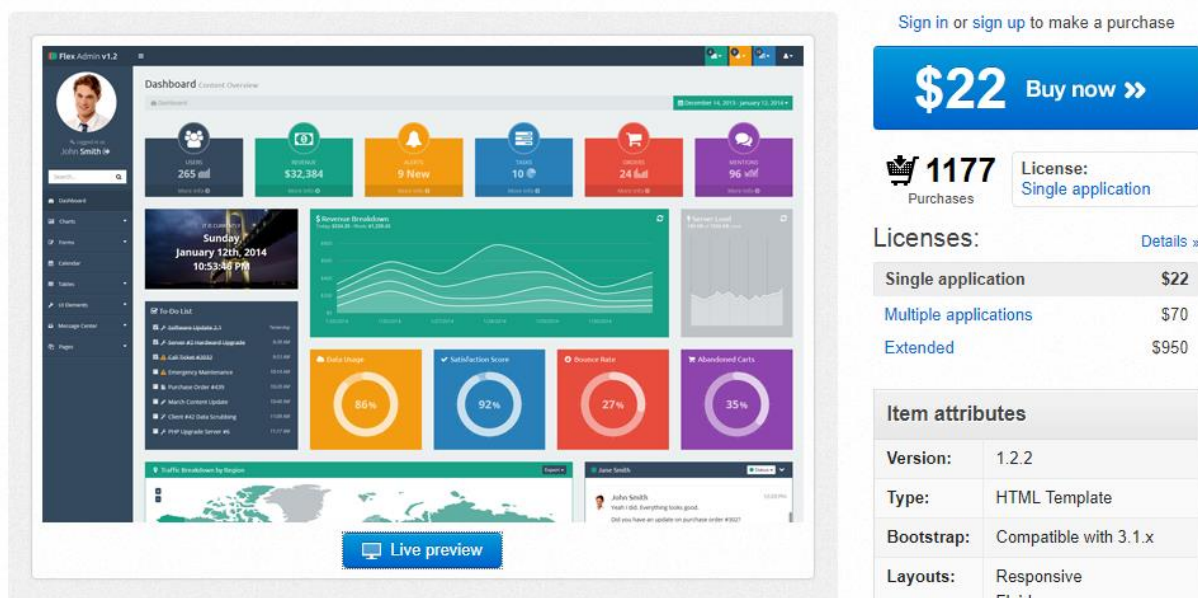 Sign in or sign up to make a purchase
$22 Buy now »
1177
Purchases
License:
Single application
Licenses:
Details »
Single application $22
Multiple applications $70
Extended $950
Item attributes
Version: 1.2.2
Type: HTML Template
Bootstrap: Compatible with 3.1.x
Layouts: Responsive
Flex Admin v1.2
Dashboard Content Overview
Dashboard
December 14, 2013 - January 12, 2014
John Smith
Search...
Dashboard
Charts
Forms
Calendar
Tables
UI Elements
Message Center
Pages
USERS
265
More Info
REVENUE
$32,384
More Info
ALERTS
9 New
More Info
TASKS
10
More Info
ORDERS
24
More Info
MENTIONS
96
More Info
IT IS CURRENTLY
Sunday
January 12th, 2014
10:53:46 PM
Revenue Breakdown
Server Load
To-Do List
Software Update 2.1 Yesterday
Server #2 Hardward Upgrade
Call Ticket #2032
Emergency Maintenance
Purchase Order #439
March Content Update
Client #42 Data Scrubbing
PHP Upgrade Server #6
Data Usage
86%
Satisfaction Score
92%
Bounce Rate
27%
Abandoned Carts
35%
Traffic Breakdown by Region
Export
Jane Smith
Status
John Smith
Yeah I did. Everything looks good.
Did you have an update on purchase order #302?
Live preview